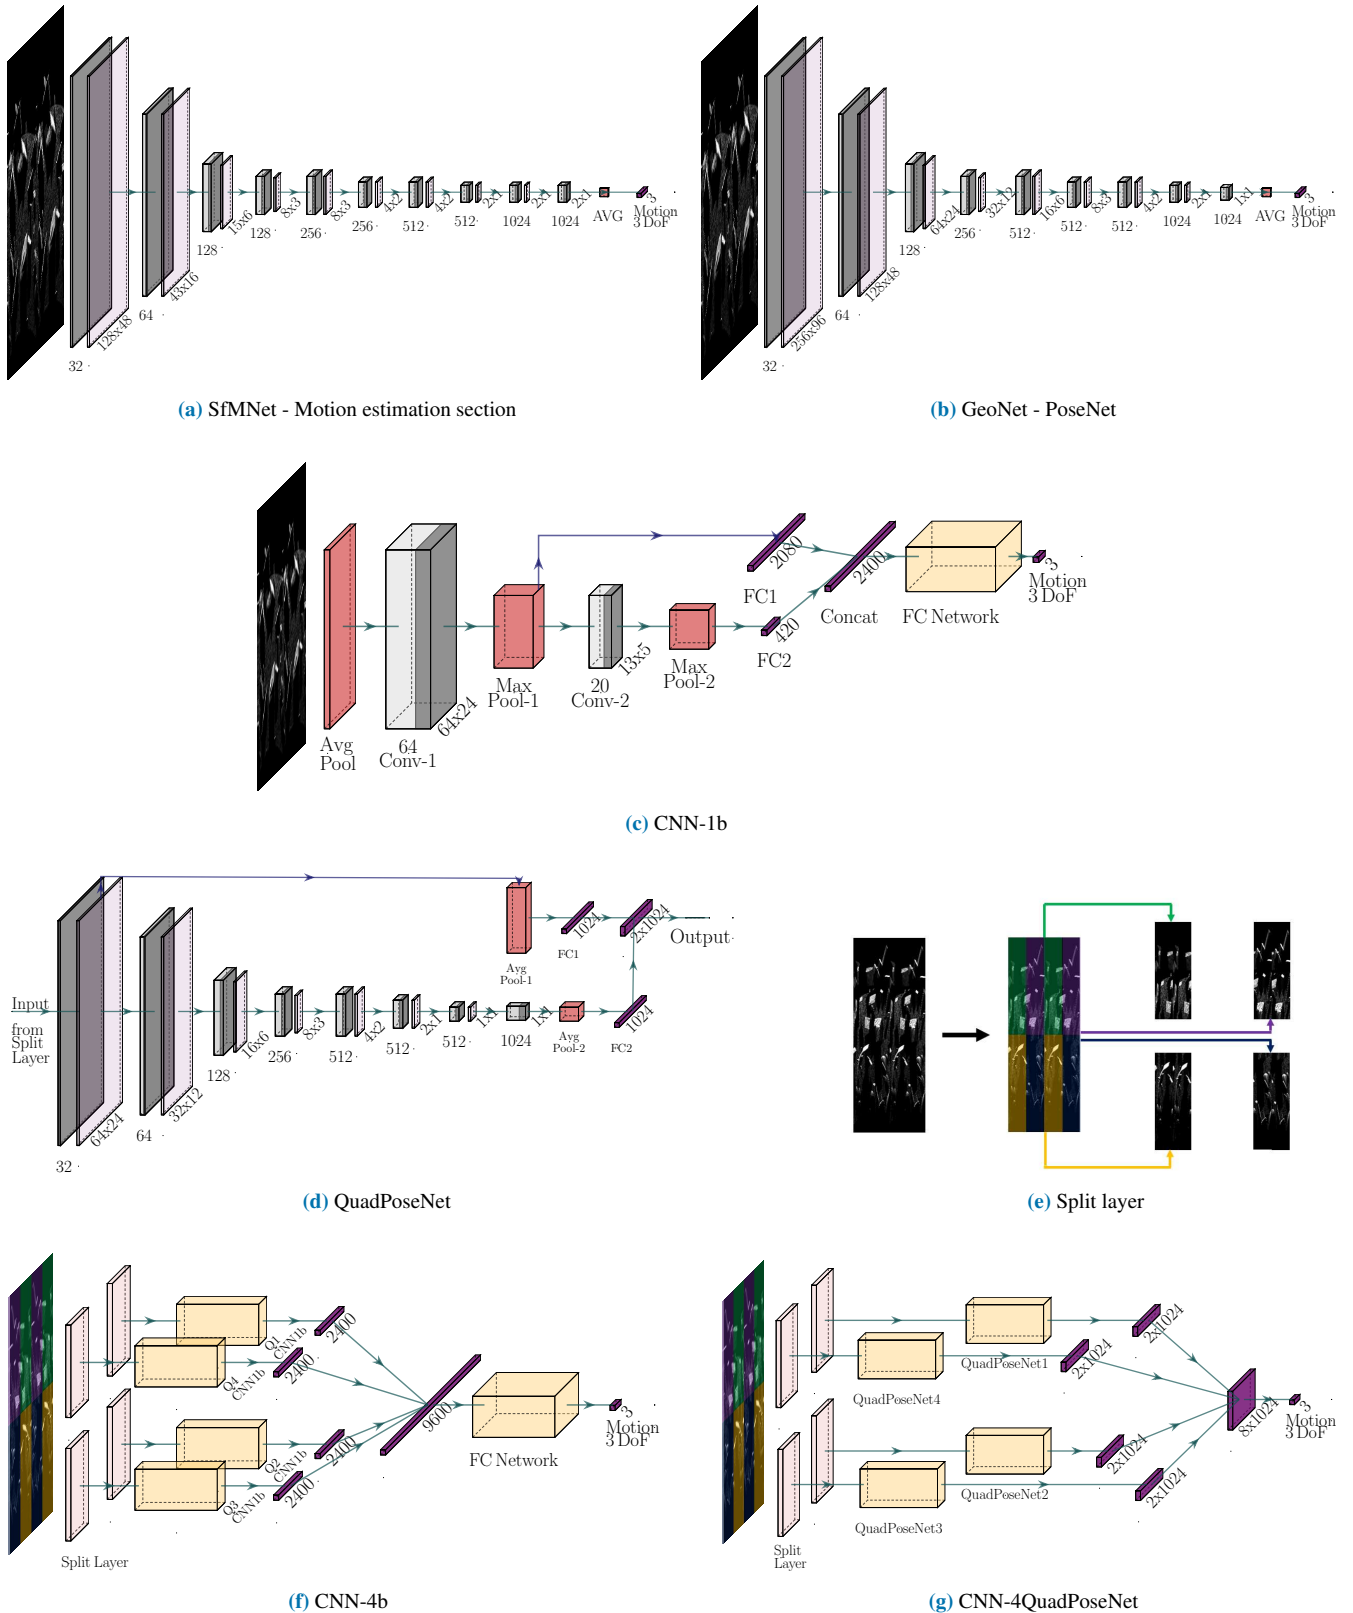 32
128x48
64
43x16
128
15x6
128
8x3
256
8x3
256
4x2
512
4x2
512
2x1
1024
2x1
1024
2x1
AVG
3
Motion
3 DoF
(a) SfMNet - Motion estimation section
32
256x96
64
128x48
128
64x24
256
32x12
512
16x6
512
8x3
512
4x2
1024
2x1
1024
1x1
AVG
3
Motion
3 DoF
(b) GeoNet - PoseNet
Avg
Pool
64
Conv-1
64x24
Max
Pool-1
20
Conv-2
13x5
Max
Pool-2
2080
FC1
420
FC2
2400
Concat
FC Network
3
Motion
3 DoF
(c) CNN-1b
Input
from
Split
Layer
32
64x24
64
32x12
128
16x6
256
8x3
512
4x2
512
2x1
512
1x1
1024
1x1
Avg
Pool-2
1024
FC2
Avg
Pool-1
1024
FC1
2x1024
Output
(d) QuadPoseNet
(e) Split layer
Split Layer
Q1
CNN1b
2400
Q4
CNN1b
2400
Q2
CNN1b
2400
Q3
CNN1b
2400
9600
FC Network
3
Motion
3 DoF
(f) CNN-4b
Split
Layer
QuadPoseNet1
2x1024
QuadPoseNet4
2x1024
QuadPoseNet2
2x1024
QuadPoseNet3
2x1024
8x1024
3
Motion
3 DoF
(g) CNN-4QuadPoseNet